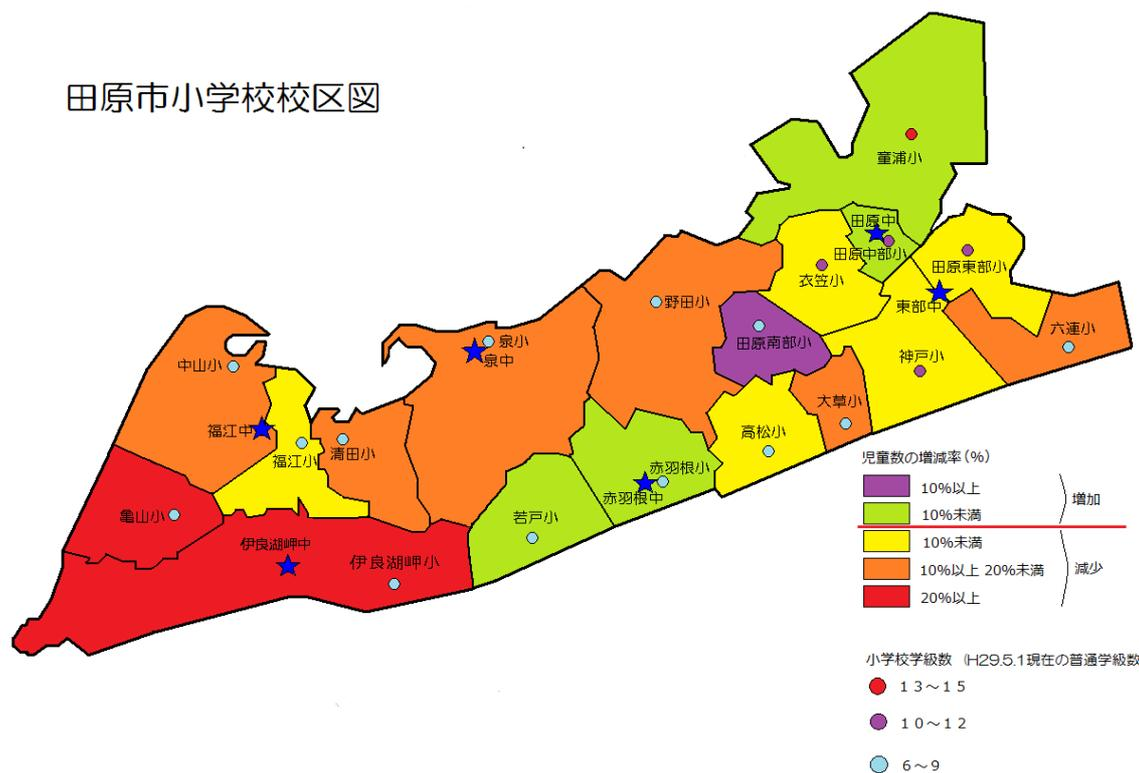 田原市小学校校区図
童浦小
田原中
田原中部小
田原東部小
衣笠小
東部中
六連小
野田小
田原南部小
神戸小
泉小
泉中
中山小
大草小
福江中
高松小
清田小
福江小
赤羽根小
赤羽根中
亀山小
若戸小
伊良湖岬中
伊良湖岬小
児童数の増減率(%)
10%以上
10%未満
増加
10%未満
10%以上 20%未満
減少
20%以上
小学校学級数 (H29.5.1現在の普通学級数
13～15
10～12
6～9